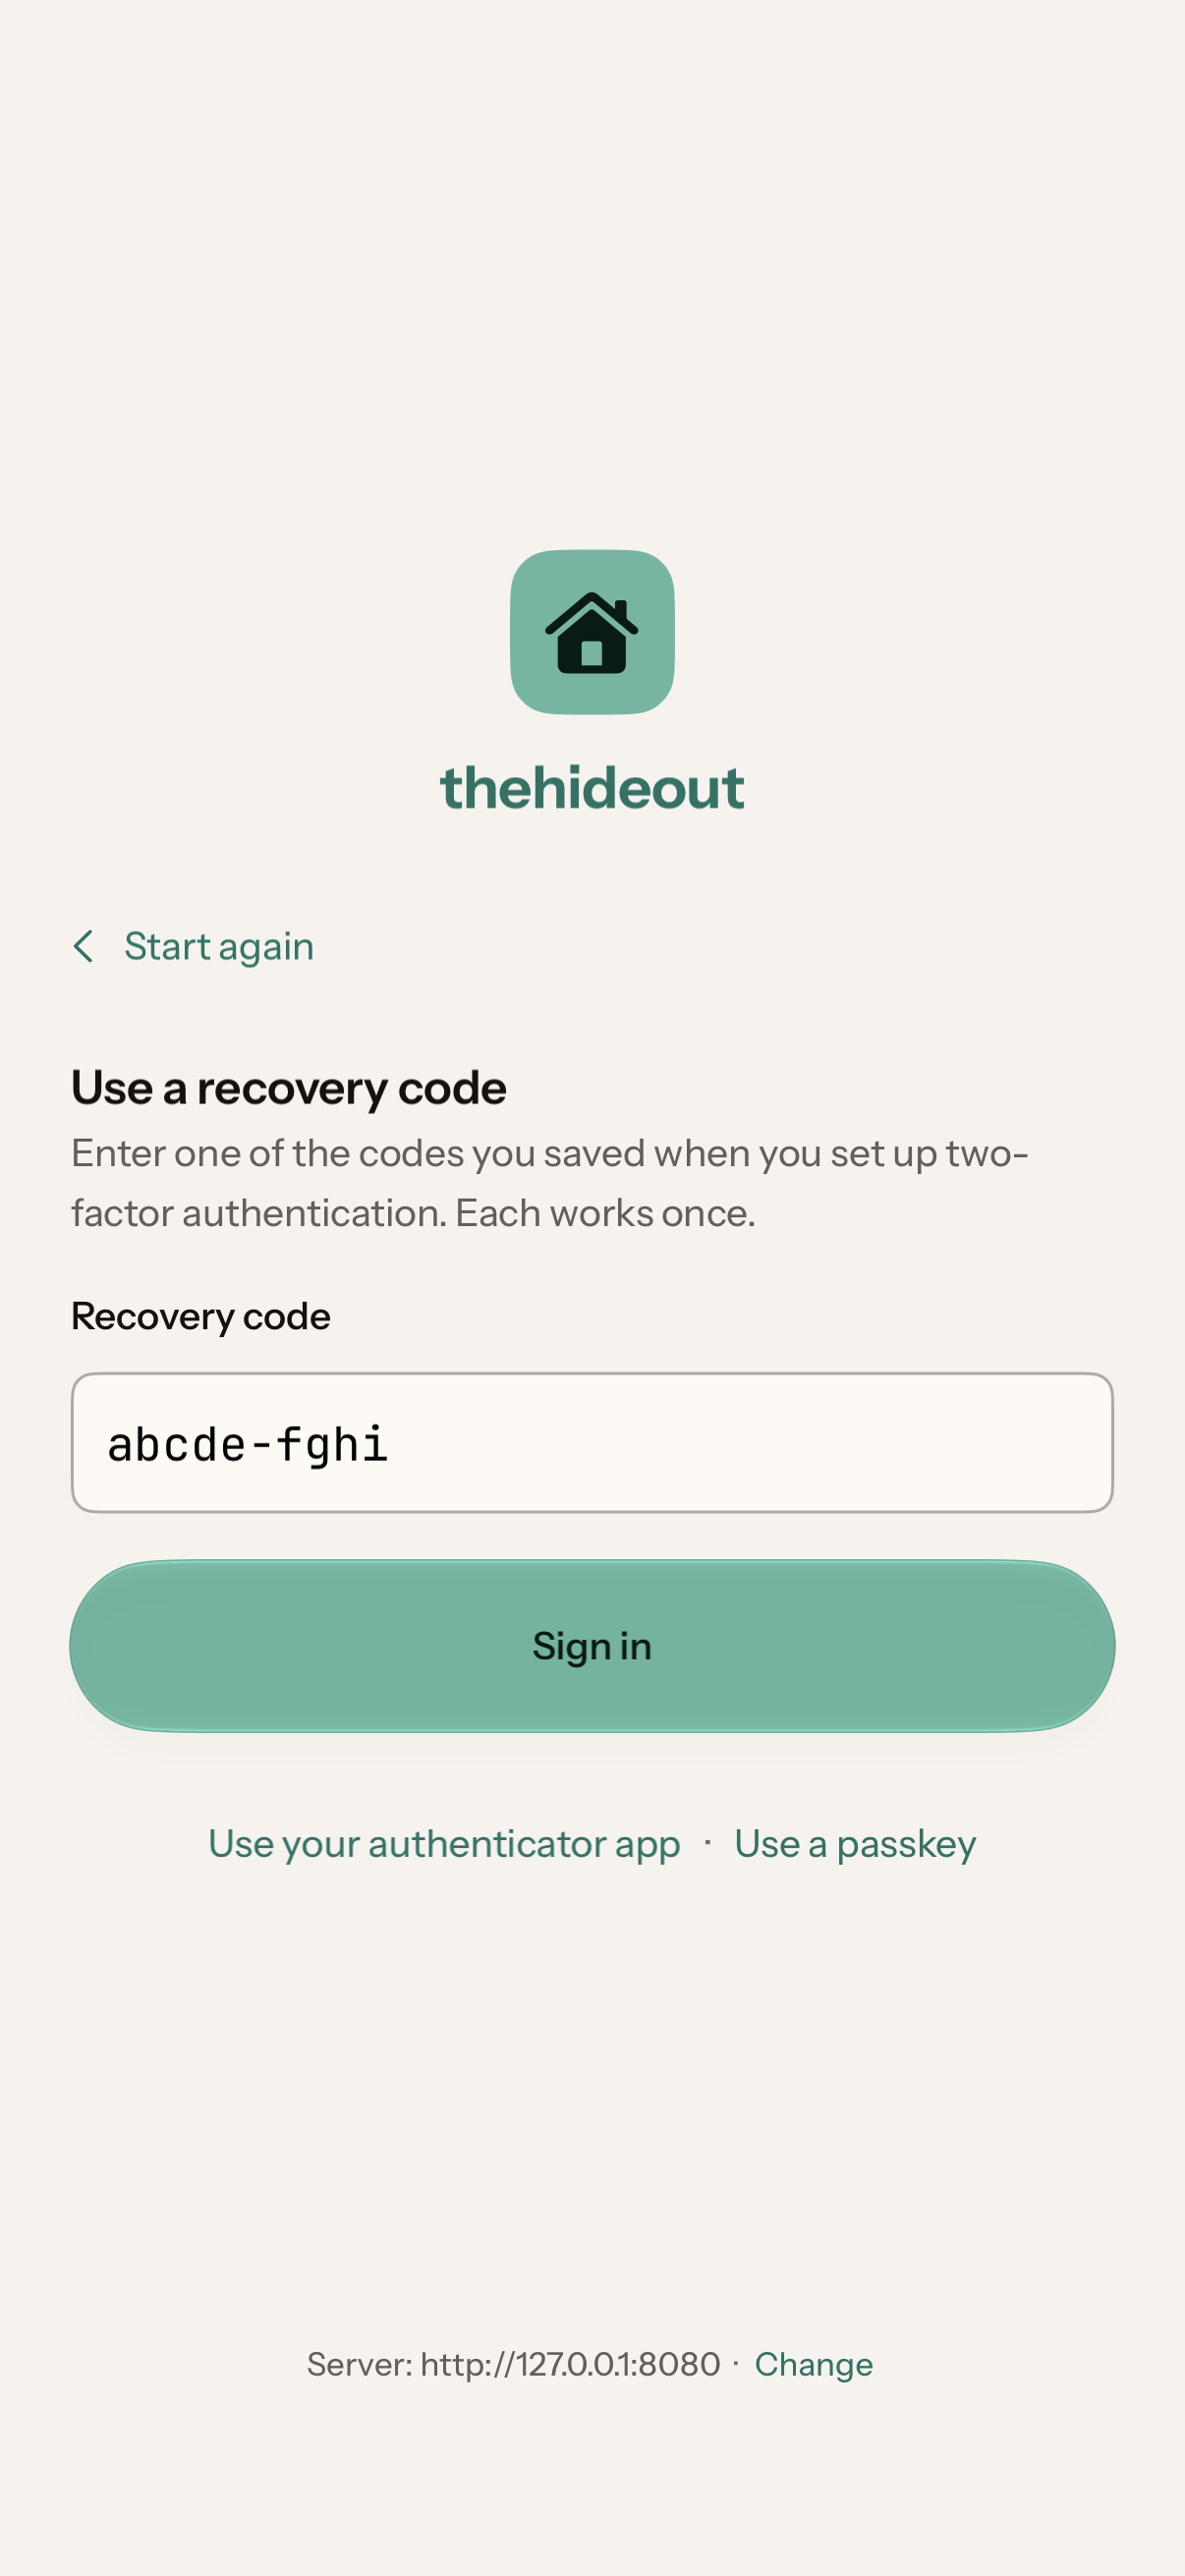 thehideout
Start again
Use a recovery code
Enter one of the codes you saved when you set up two-
factor authentication. Each works once.
Recovery code
abcde-fghi
Sign in
Use your authenticator app · Use a passkey
Server: http://127.0.0.1:8080 · Change